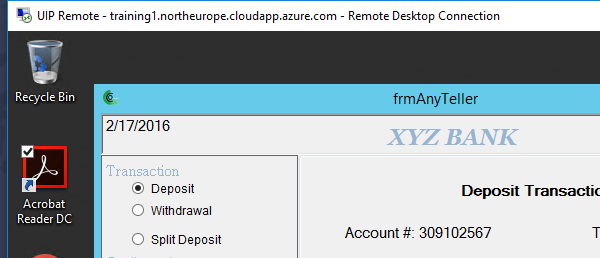 UIP Remote - training1.northeurope.cloudapp.azure.com - Remote Desktop Connection
Recycle Bin
frmAnyTeller
2/17/2016
XYZ BANK
Transaction
Deposit
Deposit Transactio
Withdrawal
Acrobat
Reader DC
Account #: 309102567
T
Split Deposit